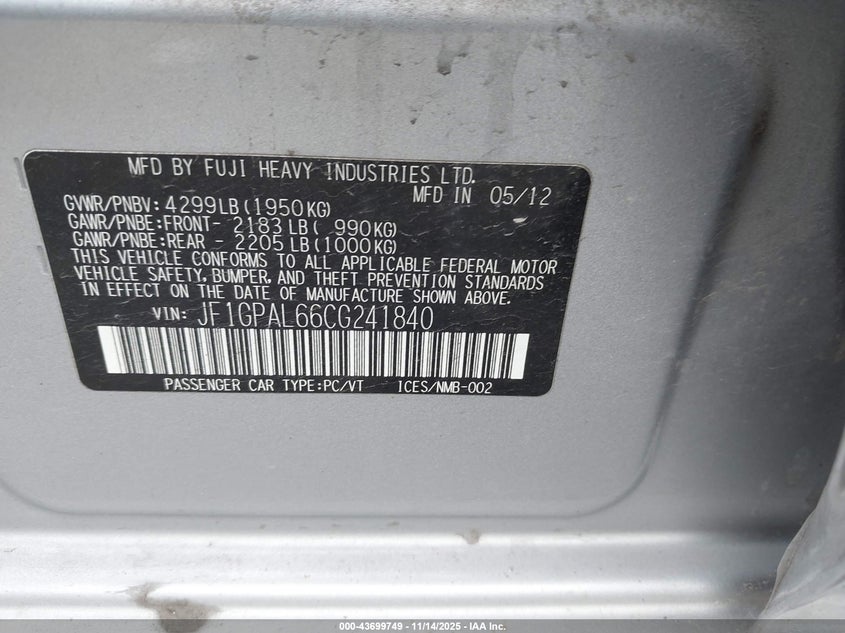 MFD BY FUJI HEAVY INDUSTRIES LTD.
MFD IN 05/12
GVWR/PNBV: 4299LB(1950KG)
GAWR/PNBE:FRONT- 2183LB( 990KG)
GAWR/PNBE:REAR - 2205LB(1000KG)
THIS VEHICLE CONFORMS TO ALL APPLICABLE FEDERAL MOTOR
VEHICLE SAFETY, BUMPER, AND THEFT PREVENTION STANDARDS
IN EFFECT ON THE DATE OF MANUFACTURE SHOWN ABOVE.
VIN: JF1GPAL66CG241840
PASSENGER CAR TYPE:PC/VT ICES/NMB-002
000-43699749 - 11/14/2025 - IAA Inc.